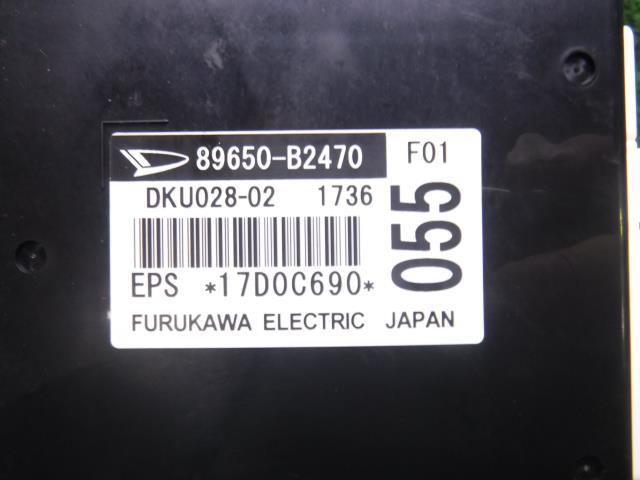 89650-B2470 F01
DKU028-02 1736
055
EPS *17D0C690*
FURUKAWA ELECTRIC JAPAN